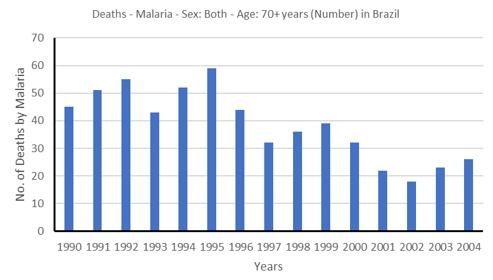 Deaths - Malaria - Sex: Both - Age: 70+ years (Number) in Brazil
70
60
50
40
30
20
10
0
No. of Deaths by Malaria
1990 1991 1992 1993 1994 1995 1996 1997 1998 1999 2000 2001 2002 2003 2004
Years